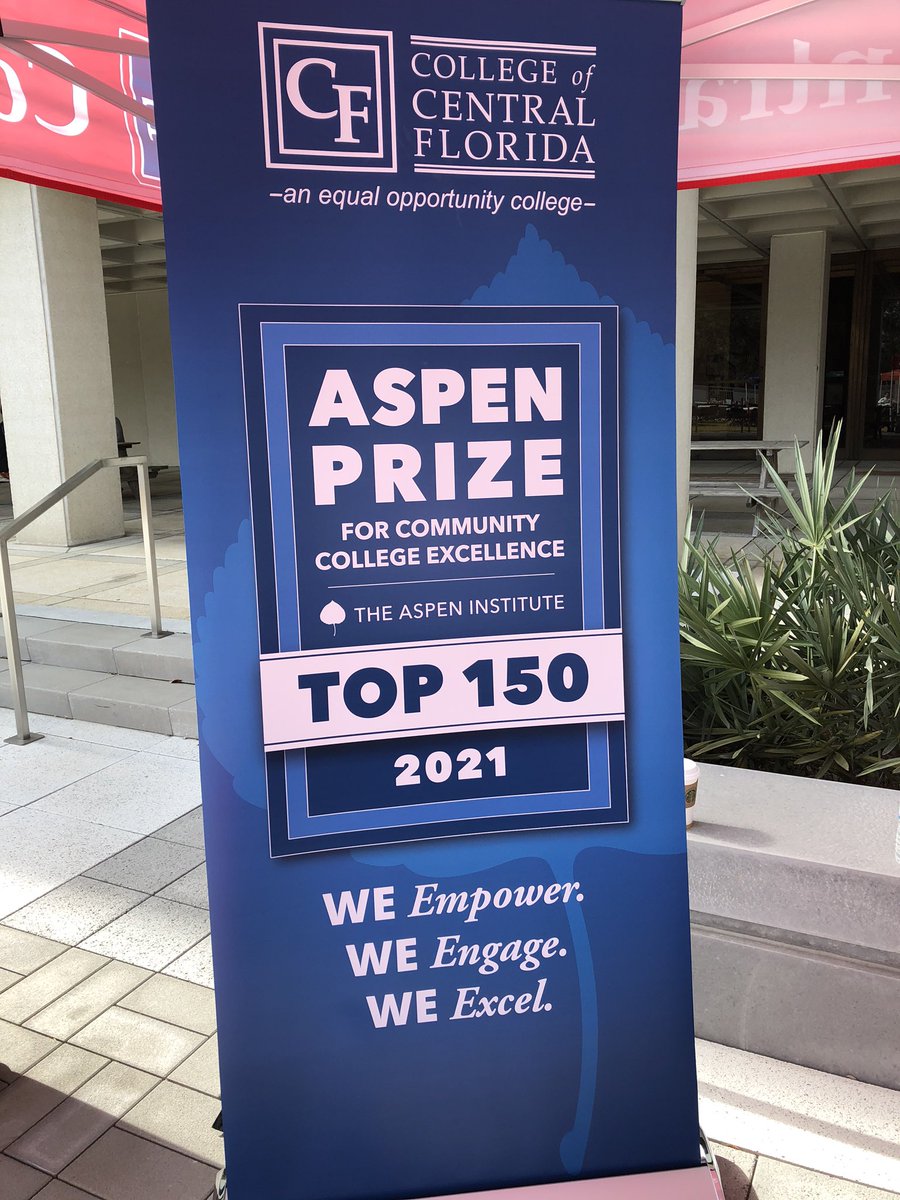 CF
COLLEGE of
CENTRAL
FLORIDA
–an equal opportunity college–
ASPEN
PRIZE
FOR COMMUNITY
COLLEGE EXCELLENCE
THE ASPEN INSTITUTE
TOP 150
2021
WE Empower.
WE Engage.
WE Excel.